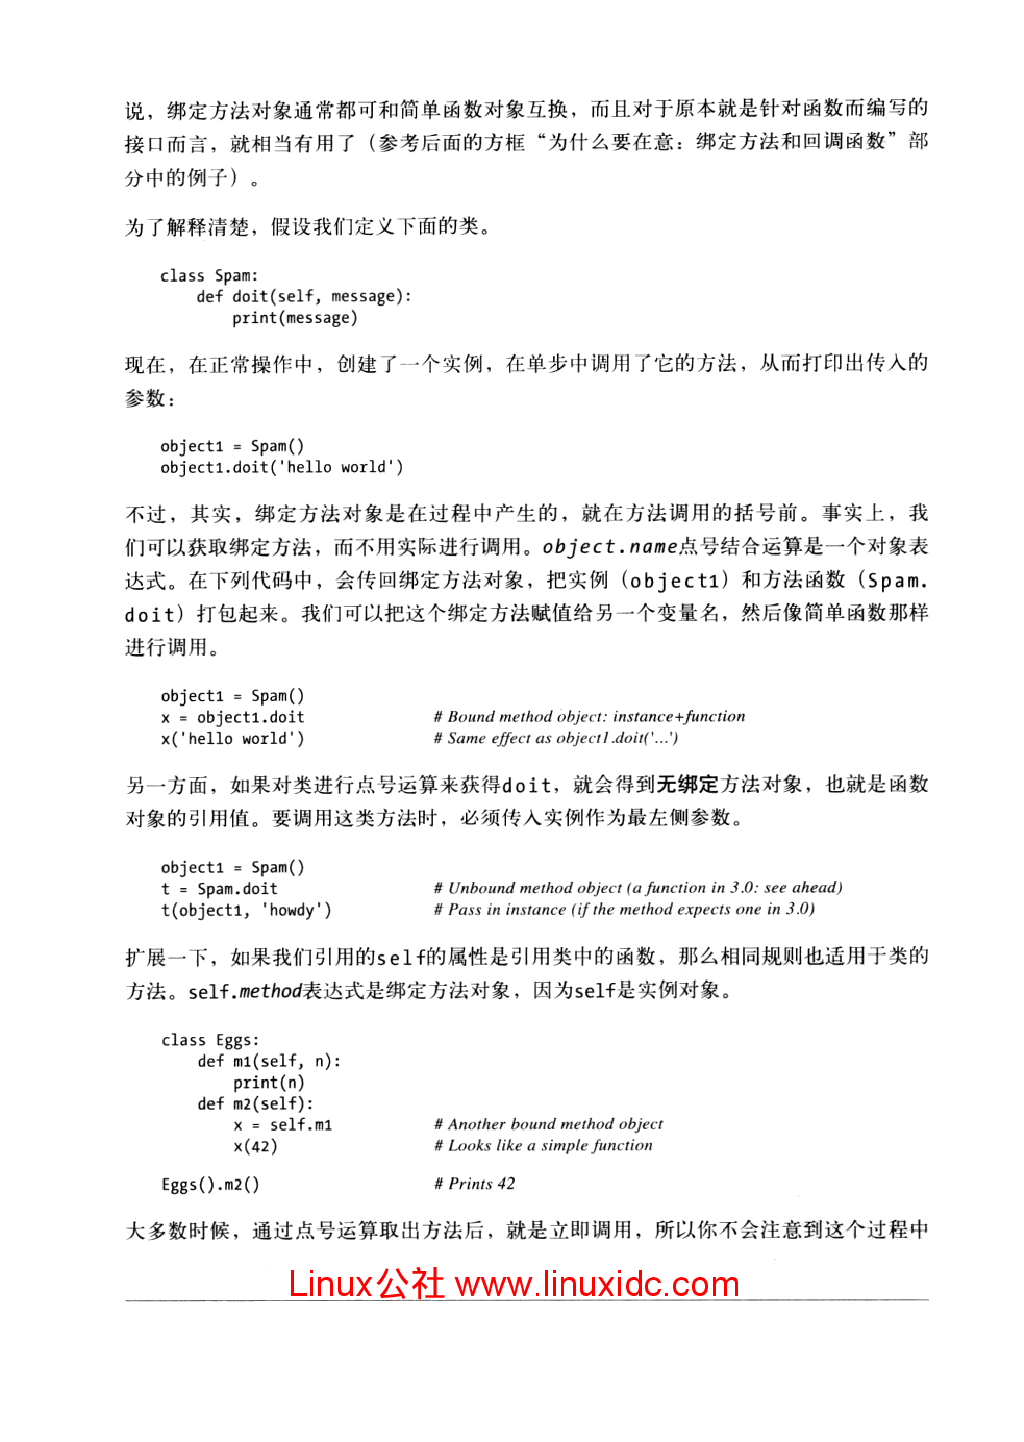 说，绑定方法对象通常都可和简单函数对象互换，而且对于原本就是针对函数而编写的
接口而言，就相当有用了（参考后面的方框“为什么要在意：绑定方法和回调函数”部
分中的例子）。
为了解释清楚，假设我们定义下面的类。
class Spam:
    def doit(self, message):
        print(message)
现在，在正常操作中，创建了一个实例，在单步中调用了它的方法，从而打印出传入的
参数：
object1 = Spam()
object1.doit('hello world')
不过，其实，绑定方法对象是在过程中产生的，就在方法调用的括号前。事实上，我
们可以获取绑定方法，而不用实际进行调用。object.name点号结合运算是一个对象表
达式。在下列代码中，会传回绑定方法对象，把实例（object1）和方法函数（Spam.
doit）打包起来。我们可以把这个绑定方法赋值给另一个变量名，然后像简单函数那样
进行调用。
object1 = Spam()
x = object1.doit # Bound method object: instance+function
x('hello world') # Same effect as object1.doit('...')
另一方面，如果对类进行点号运算来获得doit，就会得到无绑定方法对象，也就是函数
对象的引用值。要调用这类方法时，必须传入实例作为最左侧参数。
object1 = Spam()
t = Spam.doit # Unbound method object (a function in 3.0: see ahead)
t(object1, 'howdy') # Pass in instance (if the method expects one in 3.0)
扩展一下，如果我们引用的self的属性是引用类中的函数，那么相同规则也适用于类的
方法。self.method表达式是绑定方法对象，因为self是实例对象。
class Eggs:
    def m1(self, n):
        print(n)
    def m2(self):
        x = self.m1 # Another bound method object
        x(42) # Looks like a simple function
Eggs().m2() # Prints 42
大多数时候，通过点号运算取出方法后，就是立即调用，所以你不会注意到这个过程中
Linux公社 www.linuxidc.com